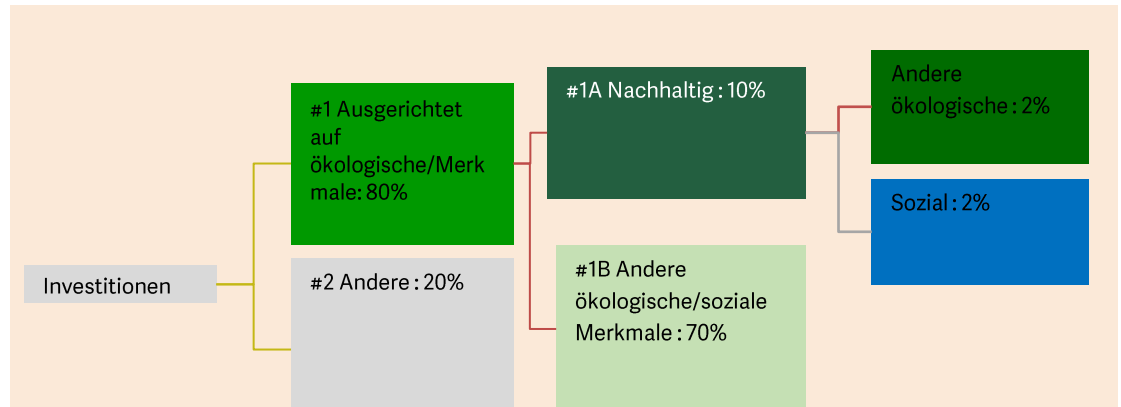 Investitionen
#1 Ausgerichtet
auf
ökologische/Merk
male: 80%
#2 Andere : 20%
#1A Nachhaltig : 10%
#1B Andere
ökologische/soziale
Merkmale : 70%
Andere
ökologische : 2%
Sozial : 2%